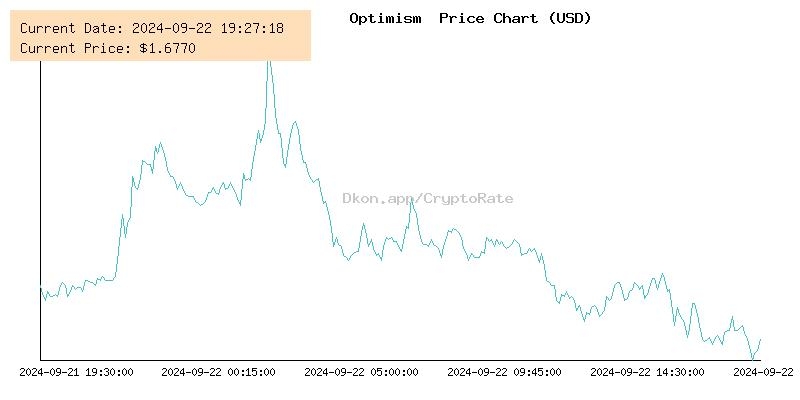 Optimism  Price Chart (USD)
Current Date: 2024-09-22 19:27:18
Current Price: $1.6770
Dkon.app/CryptoRate
2024-09-21 19:30:00 2024-09-22 00:15:00 2024-09-22 05:00:00 2024-09-22 09:45:00 2024-09-22 14:30:00 2024-09-22